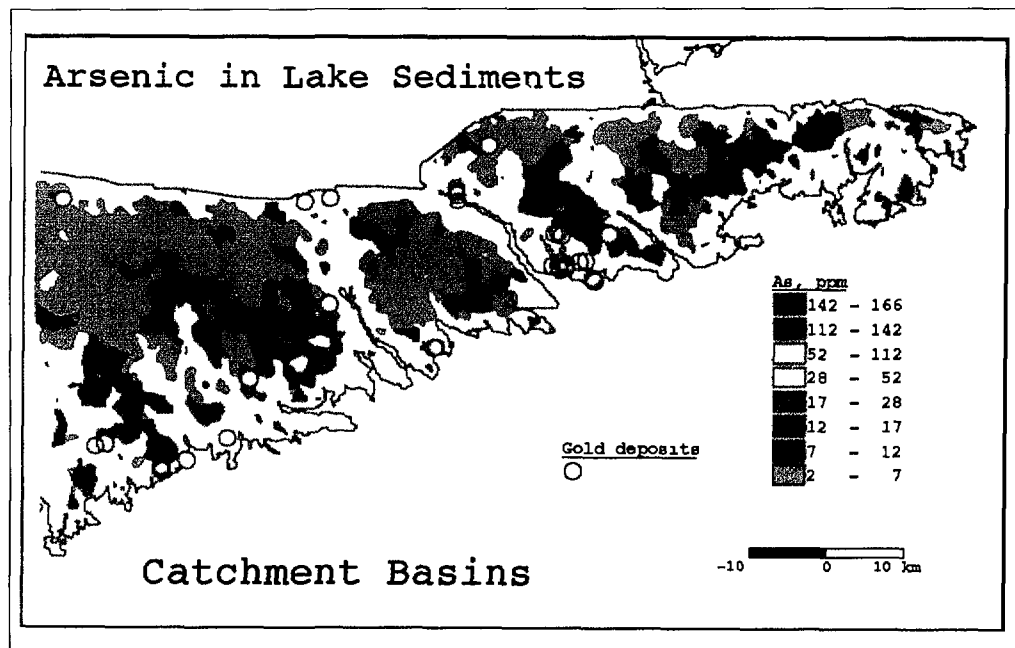 Arsenic in Lake Sediments
As, ppm
142 - 166
112 - 142
52 - 112
28 - 52
17 - 28
12 - 17
7 - 12
2 - 7
Gold deposits
-10 0 10 km
Catchment Basins